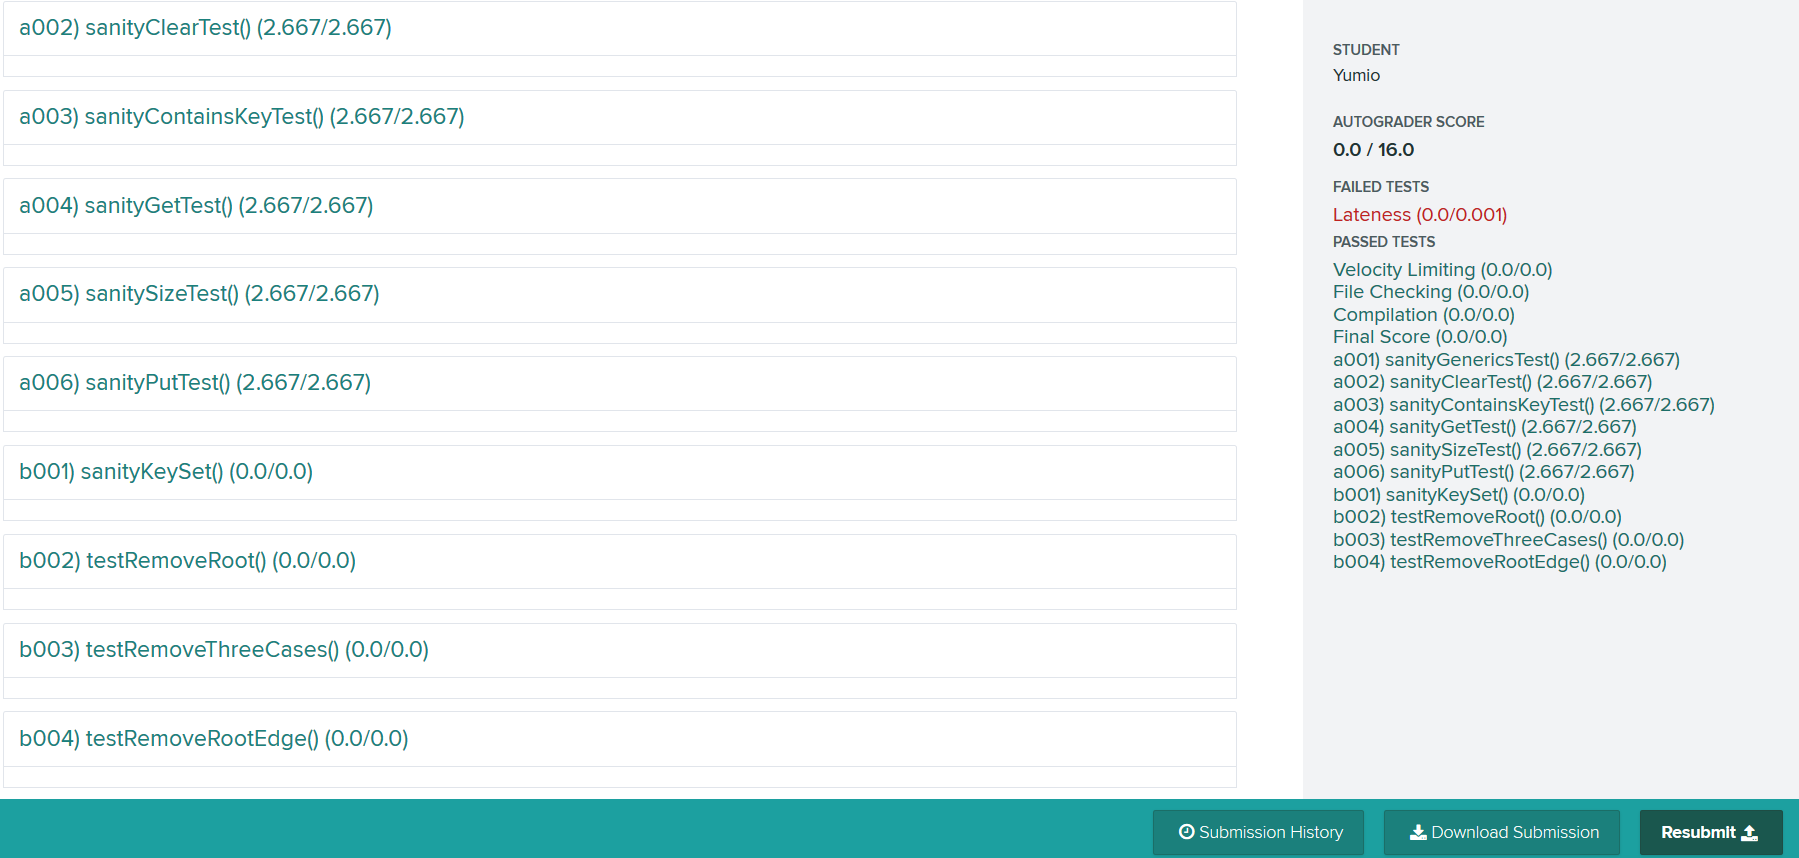 a002) sanityClearTest() (2.667/2.667)
a003) sanityContainsKeyTest() (2.667/2.667)
a004) sanityGetTest() (2.667/2.667)
a005) sanitySizeTest() (2.667/2.667)
a006) sanityPutTest() (2.667/2.667)
b001) sanityKeySet() (0.0/0.0)
b002) testRemoveRoot() (0.0/0.0)
b003) testRemoveThreeCases() (0.0/0.0)
b004) testRemoveRootEdge() (0.0/0.0)
STUDENT
Yumio
AUTOGRADER SCORE
0.0 / 16.0
FAILED TESTS
Lateness (0.0/0.001)
PASSED TESTS
Velocity Limiting (0.0/0.0)
File Checking (0.0/0.0)
Compilation (0.0/0.0)
Final Score (0.0/0.0)
a001) sanityGenericsTest() (2.667/2.667)
a002) sanityClearTest() (2.667/2.667)
a003) sanityContainsKeyTest() (2.667/2.667)
a004) sanityGetTest() (2.667/2.667)
a005) sanitySizeTest() (2.667/2.667)
a006) sanityPutTest() (2.667/2.667)
b001) sanityKeySet() (0.0/0.0)
b002) testRemoveRoot() (0.0/0.0)
b003) testRemoveThreeCases() (0.0/0.0)
b004) testRemoveRootEdge() (0.0/0.0)
Submission History
Download Submission
Resubmit